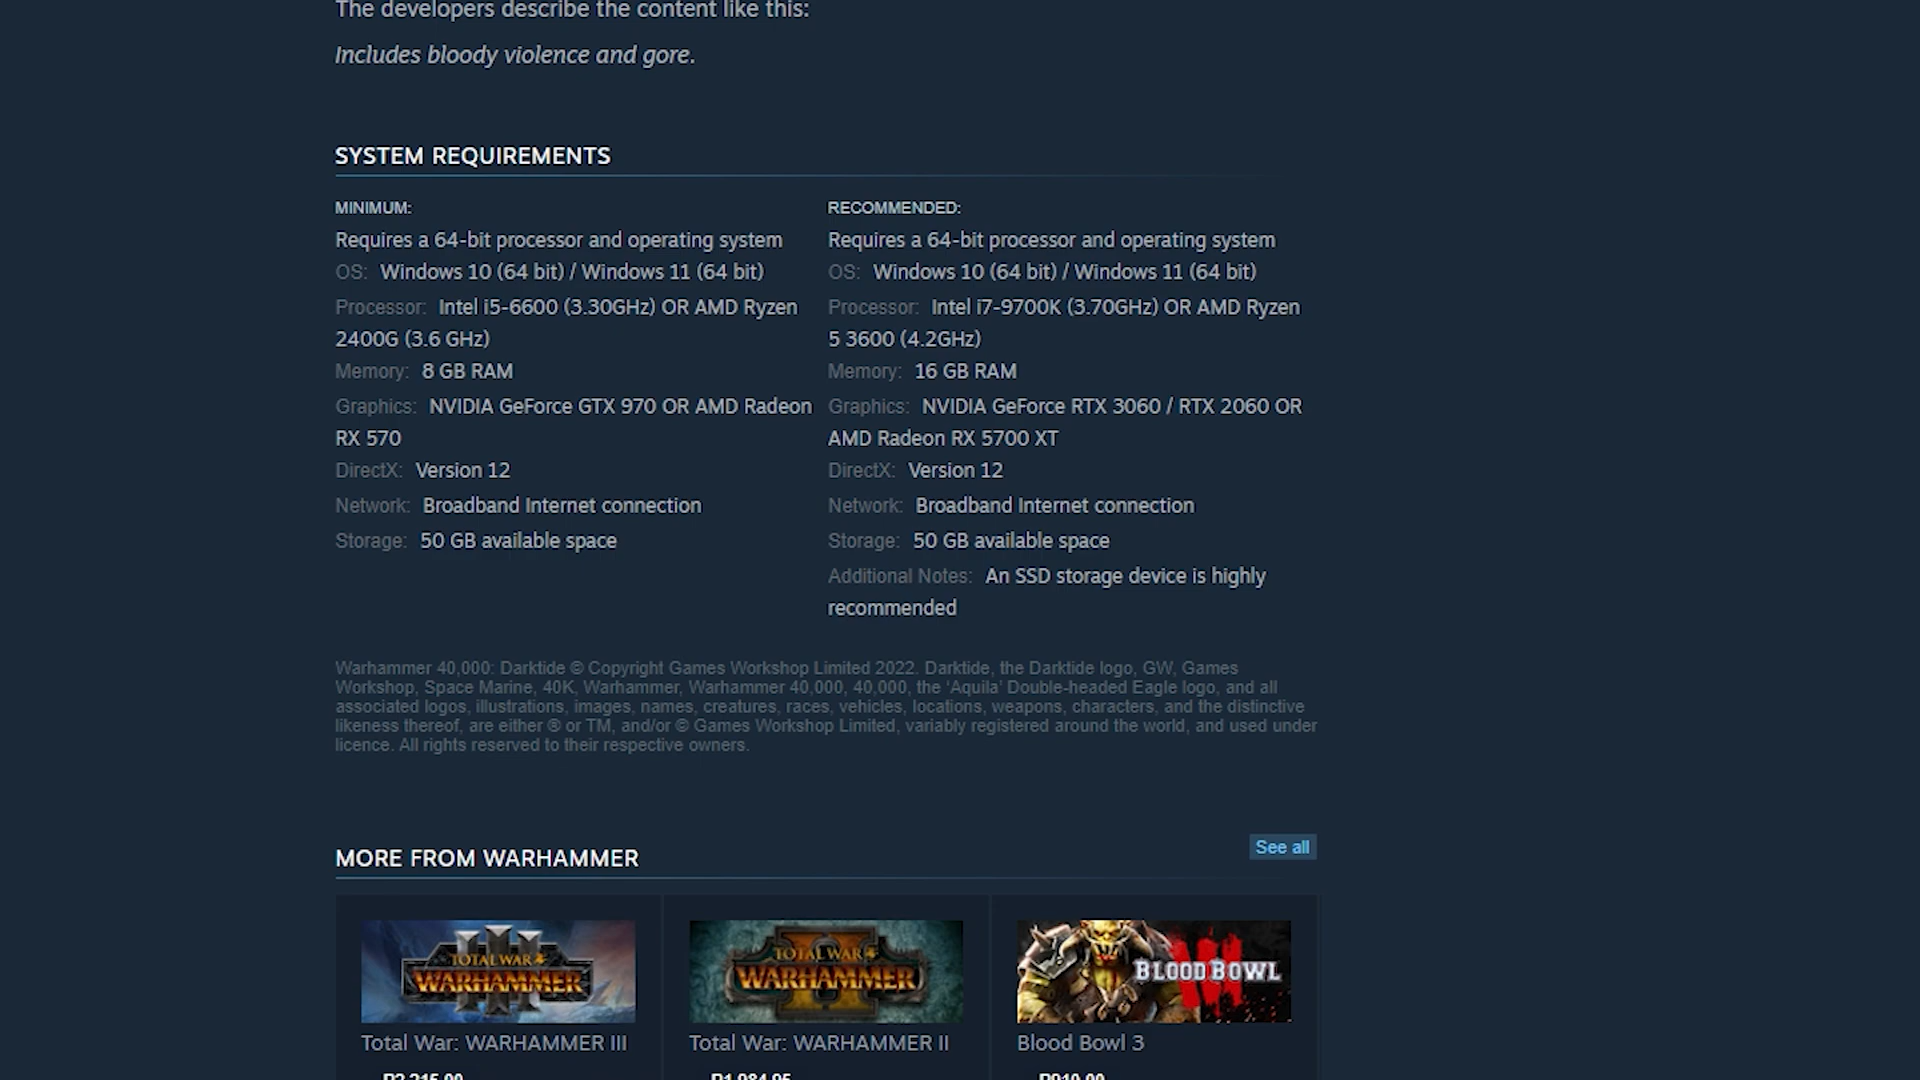 The developers describe the content like this:
Includes bloody violence and gore.
SYSTEM REQUIREMENTS
MINIMUM:
Requires a 64-bit processor and operating system
OS: Windows 10 (64 bit) / Windows 11 (64 bit)
Processor: Intel i5-6600 (3.30GHz) OR AMD Ryzen
2400G (3.6 GHz)
Memory: 8 GB RAM
Graphics: NVIDIA GeForce GTX 970 OR AMD Radeon
RX 570
DirectX: Version 12
Network: Broadband Internet connection
Storage: 50 GB available space
RECOMMENDED:
Requires a 64-bit processor and operating system
OS: Windows 10 (64 bit) / Windows 11 (64 bit)
Processor: Intel i7-9700K (3.70GHz) OR AMD Ryzen
5 3600 (4.2GHz)
Memory: 16 GB RAM
Graphics: NVIDIA GeForce RTX 3060 / RTX 2060 OR
AMD Radeon RX 5700 XT
DirectX: Version 12
Network: Broadband Internet connection
Storage: 50 GB available space
Additional Notes: An SSD storage device is highly
recommended
Warhammer 40,000: Darktide © Copyright Games Workshop Limited 2022. Darktide, the Darktide logo, GW, Games
Workshop, Space Marine, 40K, Warhammer, Warhammer 40,000, 40,000, the ‘Aquila’ Double-headed Eagle logo, and all
associated logos, illustrations, images, names, creatures, races, vehicles, locations, weapons, characters, and the distinctive
likeness thereof, are either ® or TM, and/or © Games Workshop Limited, variably registered around the world, and used under
licence. All rights reserved to their respective owners.
MORE FROM WARHAMMER
See all
III
TOTAL WAR
WARHAMMER
Total War: WARHAMMER III
II
TOTAL WAR
WARHAMMER
Total War: WARHAMMER II
BLOOD BOWL
III
Blood Bowl 3